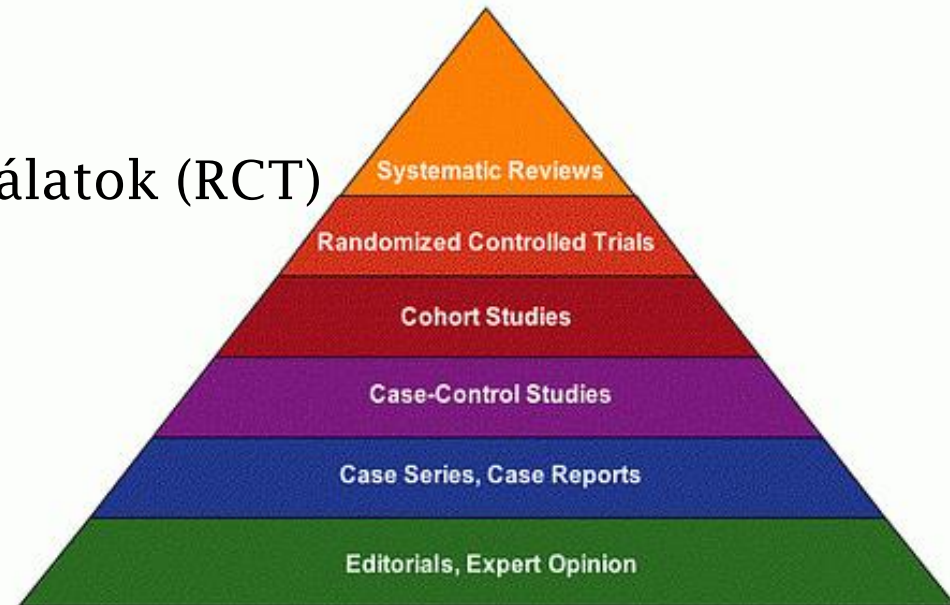 Systematic Reviews
álatok (RCT)
Randomized Controlled Trials
Cohort Studies
Case-Control Studies
Case Series, Case Reports
Editorials, Expert Opinion